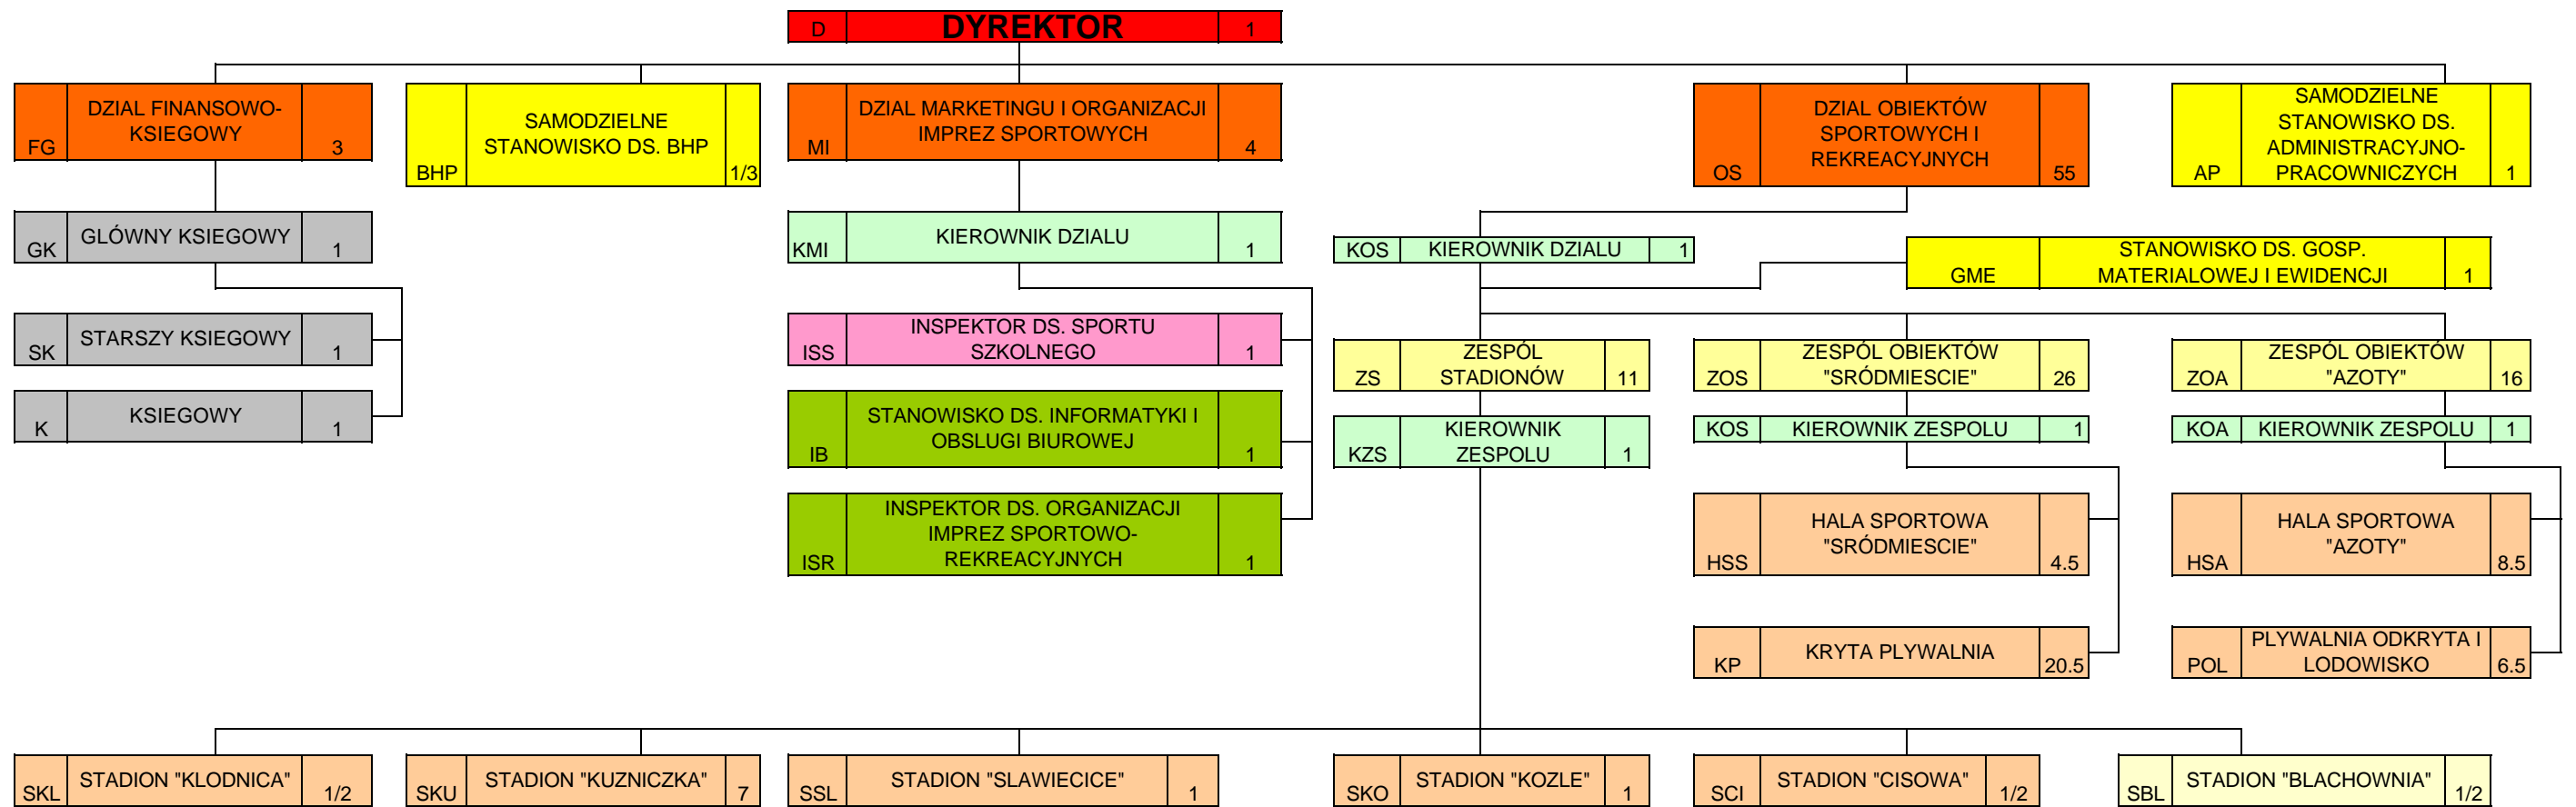 D DYREKTOR 1
FG DZIAL FINANSOWO-
KSIEGOWY 3
BHP SAMODZIELNE
STANOWISKO DS. BHP 1/3
MI DZIAL MARKETINGU I ORGANIZACJI
IMPREZ SPORTOWYCH 4
OS DZIAL OBIEKTÓW
SPORTOWYCH I
REKREACYJNYCH 55
AP SAMODZIELNE
STANOWISKO DS.
ADMINISTRACYJNO-
PRACOWNICZYCH 1
GK GLÓWNY KSIEGOWY 1
KMI KIEROWNIK DZIALU 1
KOS KIEROWNIK DZIALU 1
GME STANOWISKO DS. GOSP.
MATERIALOWEJ I EWIDENCJI 1
SK STARSZY KSIEGOWY 1
ISS INSPEKTOR DS. SPORTU
SZKOLNEGO 1
ZS ZESPÓL
STADIONÓW 11
ZOS ZESPÓL OBIEKTÓW
"SRÓDMIESCIE" 26
ZOA ZESPÓL OBIEKTÓW
"AZOTY" 16
K KSIEGOWY 1
IB STANOWISKO DS. INFORMATYKI I
OBSLUGI BIUROWEJ 1
KZS KIEROWNIK
ZESPOLU 1
KOS KIEROWNIK ZESPOLU 1
KOA KIEROWNIK ZESPOLU 1
ISR INSPEKTOR DS. ORGANIZACJI
IMPREZ SPORTOWO-
REKREACYJNYCH 1
HSS HALA SPORTOWA
"SRÓDMIESCIE" 4.5
HSA HALA SPORTOWA
"AZOTY" 8.5
KP KRYTA PLYWALNIA 20.5
POL PLYWALNIA ODKRYTA I
LODOWISKO 6.5
SKL STADION "KLODNICA" 1/2
SKU STADION "KUZNICZKA" 7
SSL STADION "SLAWIECICE" 1
SKO STADION "KOZLE" 1
SCI STADION "CISOWA" 1/2
SBL STADION "BLACHOWNIA" 1/2